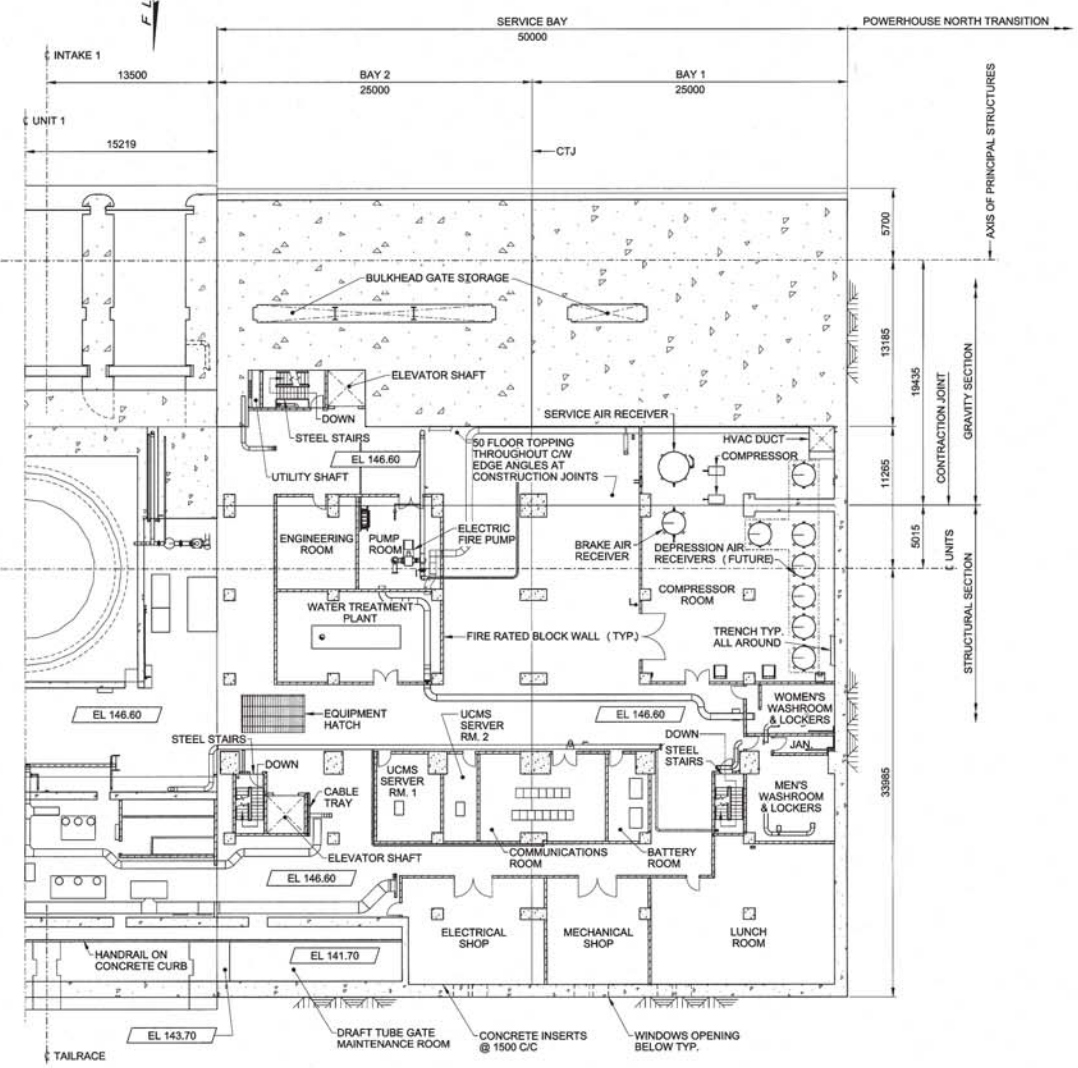 F L
SERVICE BAY
50000
POWERHOUSE NORTH TRANSITION
℄ INTAKE 1
13500
BAY 2
25000
BAY 1
25000
℄ UNIT 1
15219
CTJ
AXIS OF PRINCIPAL STRUCTURES
5700
BULKHEAD GATE STORAGE
13185
19435
CONTRACTION JOINT
GRAVITY SECTION
ELEVATOR SHAFT
DOWN
STEEL STAIRS
SERVICE AIR RECEIVER
HVAC DUCT
COMPRESSOR
50 FLOOR TOPPING
THROUGHOUT C/W
EDGE ANGLES AT
CONSTRUCTION JOINTS
EL 146.60
UTILITY SHAFT
11265
ENGINEERING
ROOM
PUMP
ROOM
ELECTRIC
FIRE PUMP
BRAKE AIR
RECEIVER
DEPRESSION AIR
RECEIVERS (FUTURE)
5015
℄ UNITS
STRUCTURAL SECTION
COMPRESSOR
ROOM
WATER TREATMENT
PLANT
FIRE RATED BLOCK WALL (TYP.)
TRENCH TYP.
ALL AROUND
EL 146.60
EQUIPMENT
HATCH
UCMS
SERVER
RM. 2
EL 146.60
WOMEN'S
WASHROOM
& LOCKERS
STEEL STAIRS
DOWN
DOWN
STEEL
STAIRS
JAN.
UCMS
SERVER
RM. 1
CABLE
TRAY
MEN'S
WASHROOM
& LOCKERS
33985
ELEVATOR SHAFT
COMMUNICATIONS
ROOM
BATTERY
ROOM
EL 146.60
ELECTRICAL
SHOP
MECHANICAL
SHOP
LUNCH
ROOM
HANDRAIL ON
CONCRETE CURB
EL 141.70
EL 143.70
DRAFT TUBE GATE
MAINTENANCE ROOM
CONCRETE INSERTS
@ 1500 C/C
WINDOWS OPENING
BELOW TYP.
℄ TAILRACE